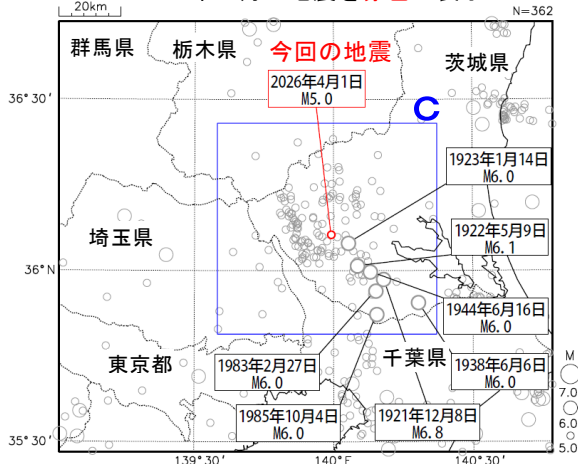 20km
N=362
群馬県
栃木県
今回の地震
茨城県
2026年4月1日
M5.0
36°30′
C
1923年1月14日
M6.0
1922年5月9日
M6.1
埼玉県
36°N
1944年6月16日
M6.0
東京都
1983年2月27日
M6.0
千葉県
1938年6月6日
M6.0
1985年10月4日
M6.0
1921年12月8日
M6.8
M
7.0
6.0
5.0
35°30′
139°30′
140°E
140°30′